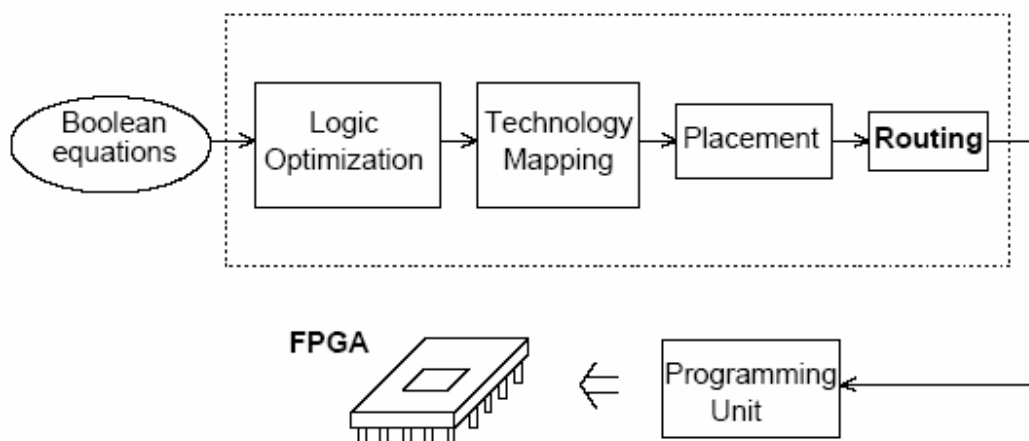 Boolean
equations
Logic
Optimization
Technology
Mapping
Placement
Routing
FPGA
Programming
Unit